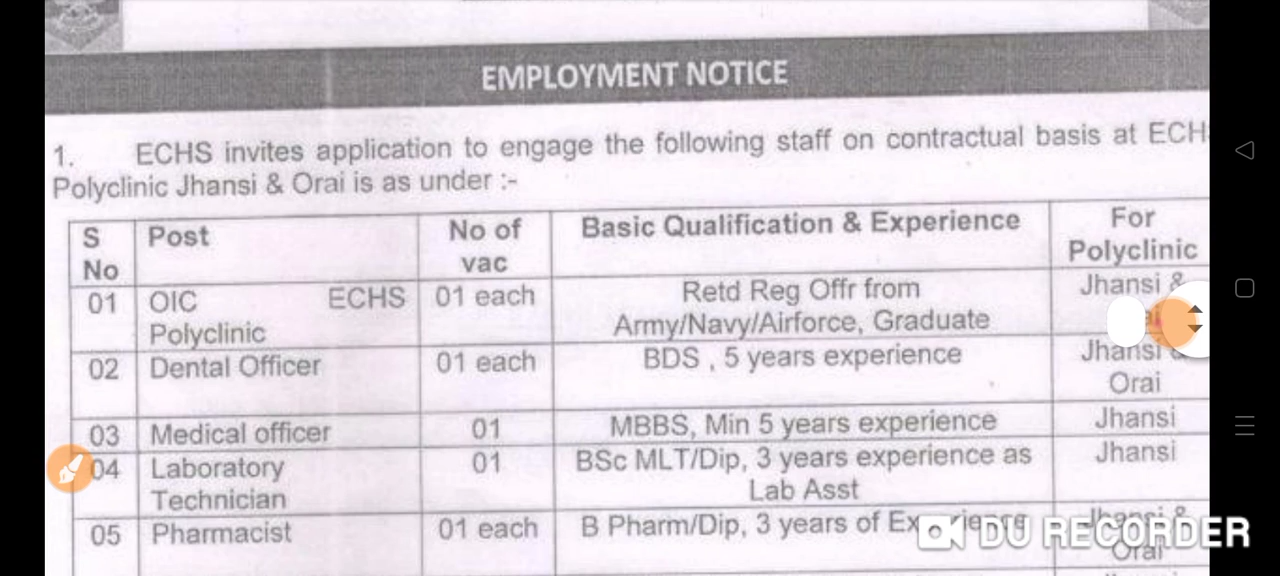 EMPLOYMENT NOTICE
1. ECHS invites application to engage the following staff on contractual basis at
Polyclinic Jhansi & Orai is as under :-
S No Post No of vac Basic Qualification & Experience For Polyclinic
01 OIC ECHS Polyclinic 01 each Retd Reg Offr from Army/Navy/Airforce, Graduate Jhansi &
02 Dental Officer 01 each BDS , 5 years experience Jhansi & Orai
03 Medical officer 01 MBBS, Min 5 years experience Jhansi
04 Laboratory Technician 01 BSc MLT/Dip, 3 years experience as Lab Asst Jhansi
05 Pharmacist 01 each B Pharm/Dip, 3 years of Experience Jhansi & Orai
DU RECORDER